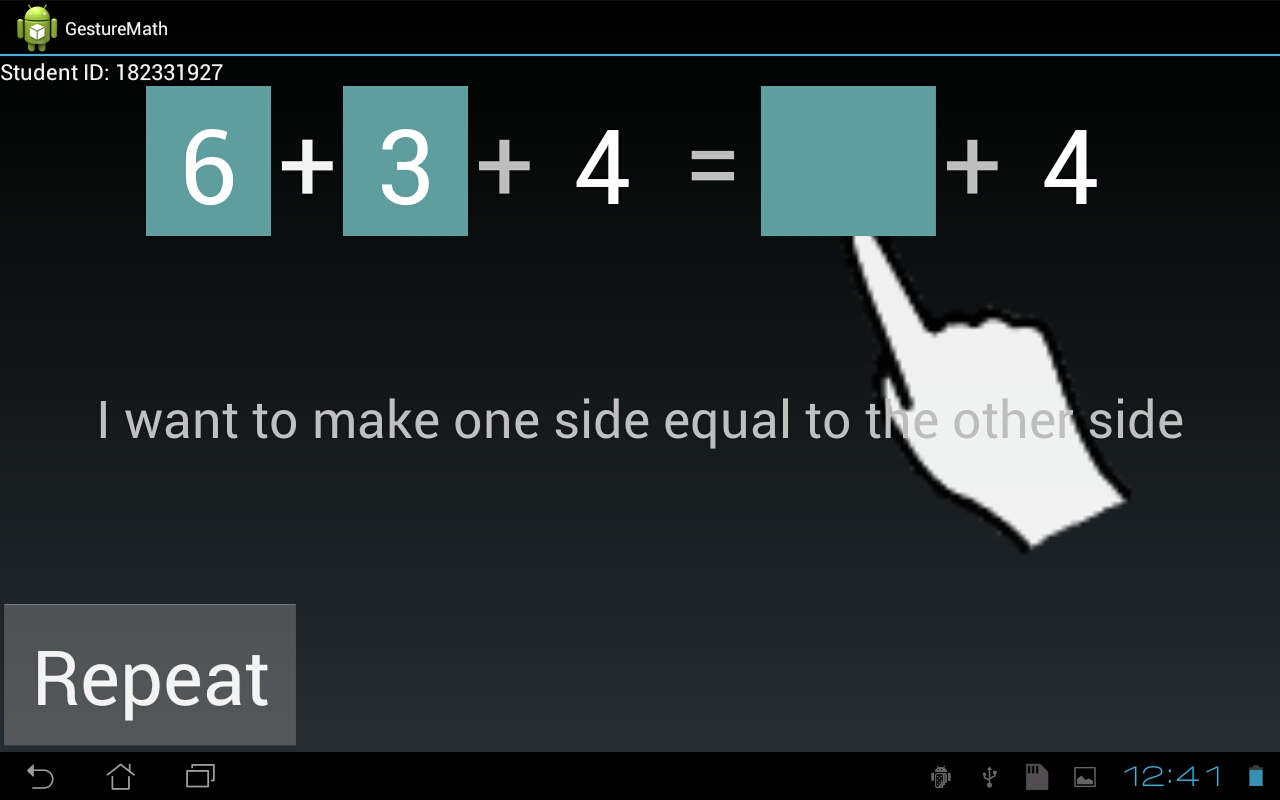 GestureMath
Student ID: 182331927
6 + 3 + 4 = + 4
I want to make one side equal to the other side
Repeat
12:41